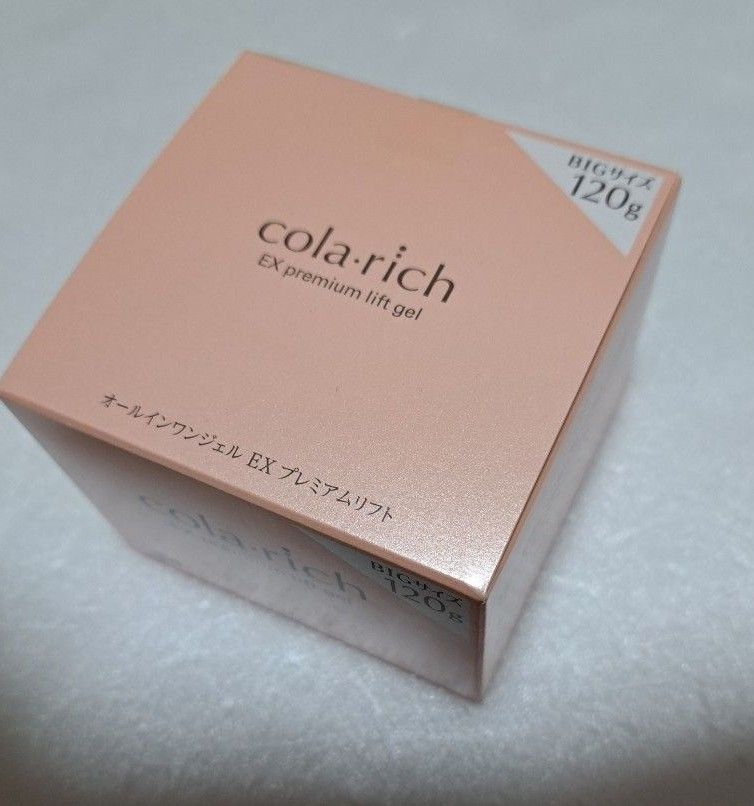 BIGサイズ
120g
cola・rich
EX premium lift gel
オールインワンジェル EX プレミアムリフト
cola・rich
BIGサイズ
120g